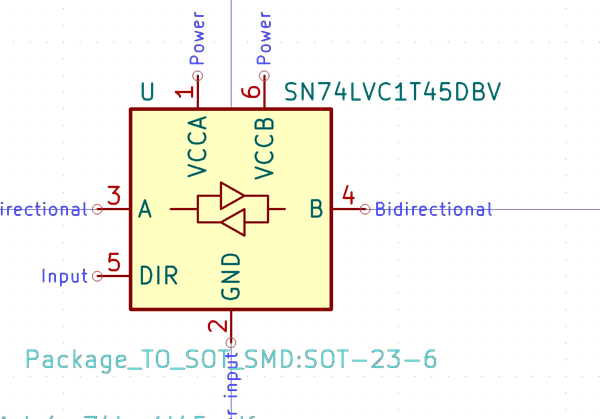 Power
Power
1
6
U
SN74LVC1T45DBV
VCCA
VCCB
3
4
irectional
A
B
Bidirectional
5
Input
DIR
GND
2
Package_TO_SOT_SMD:SOT-23-6
r input